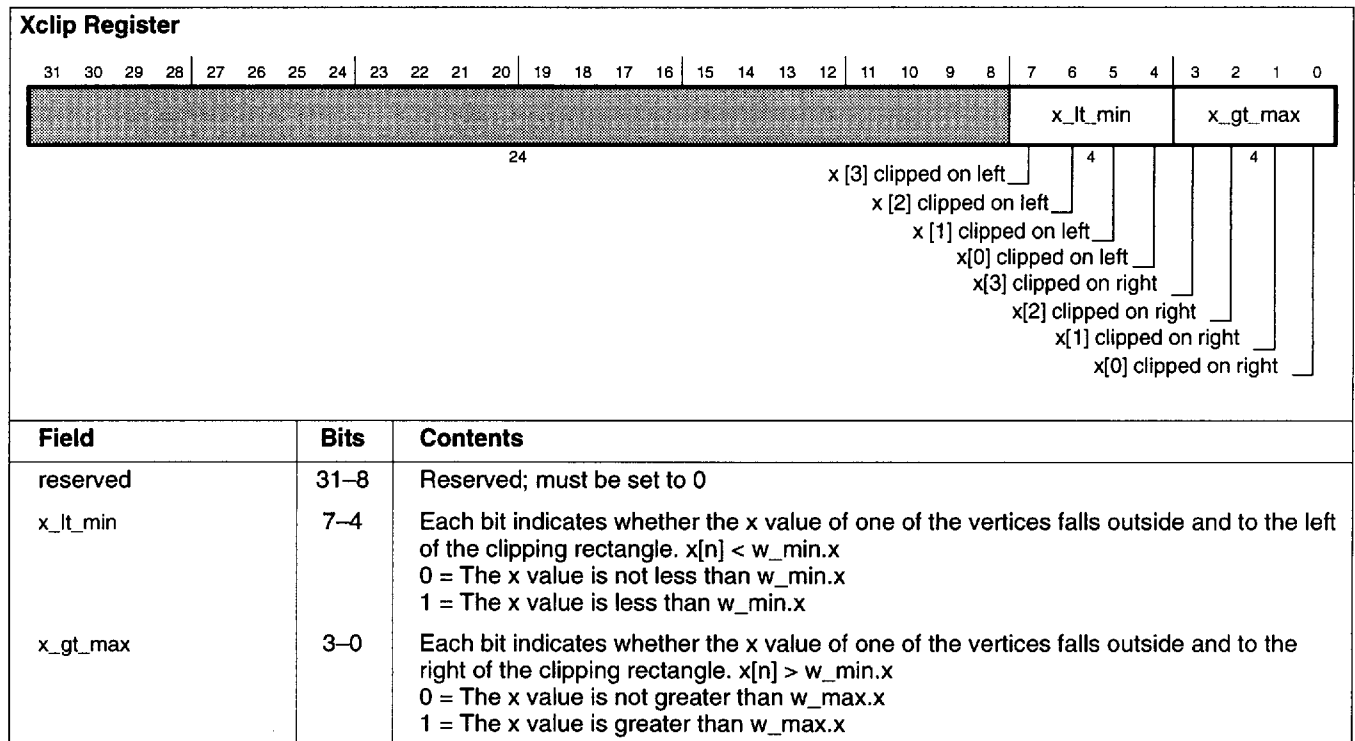 Xclip Register
31 30 29 28 27 26 25 24 23 22 21 20 19 18 17 16 15 14 13 12 11 10 9 8 7 6 5 4 3 2 1 0
x_lt_min x_gt_max
24 4 4
x [3] clipped on left
x [2] clipped on left
x [1] clipped on left
x[0] clipped on left
x[3] clipped on right
x[2] clipped on right
x[1] clipped on right
x[0] clipped on right
Field Bits Contents
reserved 31–8 Reserved; must be set to 0
x_lt_min 7–4 Each bit indicates whether the x value of one of the vertices falls outside and to the left
of the clipping rectangle. x[n] < w_min.x
0 = The x value is not less than w_min.x
1 = The x value is less than w_min.x
x_gt_max 3–0 Each bit indicates whether the x value of one of the vertices falls outside and to the
right of the clipping rectangle. x[n] > w_min.x
0 = The x value is not greater than w_max.x
1 = The x value is greater than w_max.x